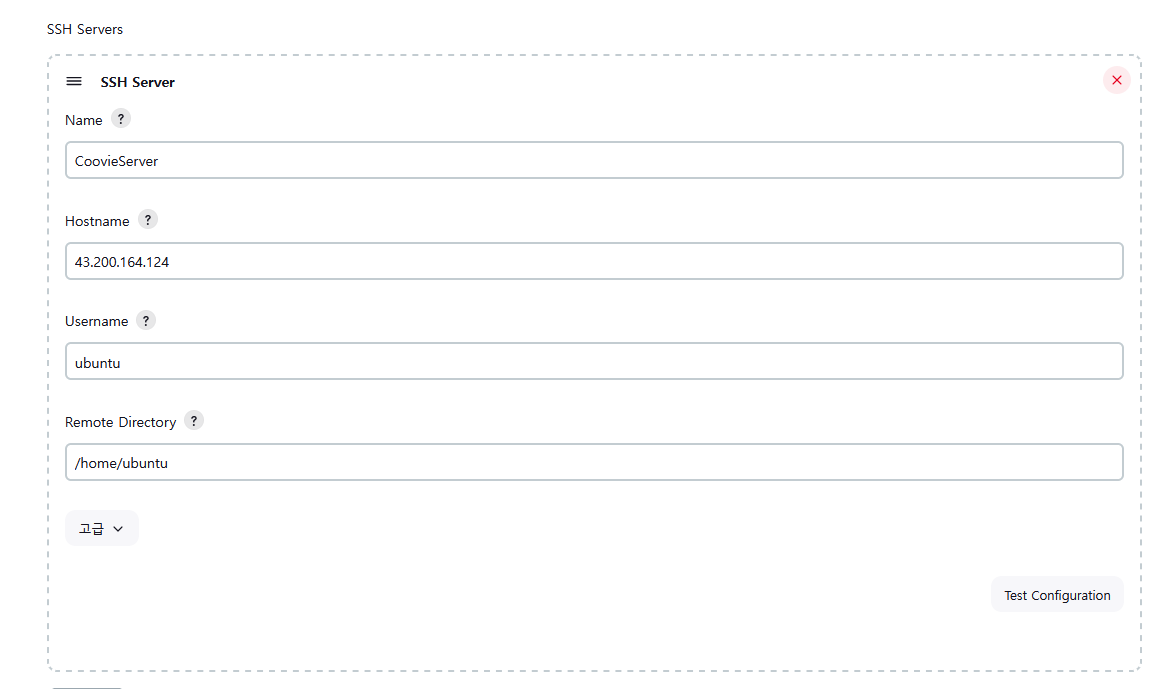 SSH Servers
SSH Server
Name ?
CoovieServer
Hostname ?
43.200.164.124
Username ?
ubuntu
Remote Directory ?
/home/ubuntu
고급
Test Configuration